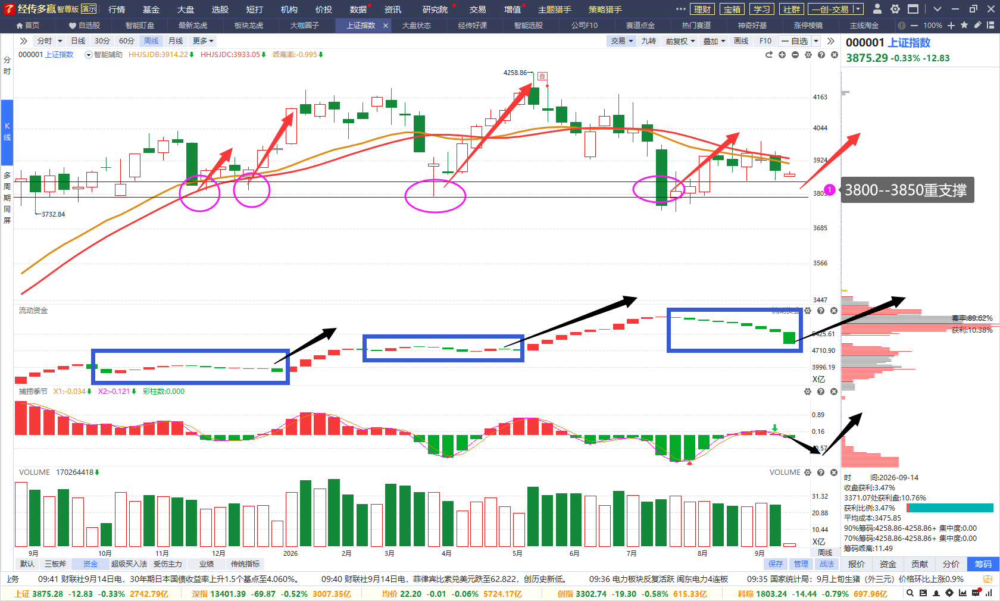 经传多赢 智尊版 演示 行情 基金 大盘 选股 短打 机构 价投 数据 资讯 研究院 交易 增值 主题猎手 策略猎手 ••• 理财 宝箱 学习 社群 一创-交易
首页 自选股 智能盯盘 最新龙虎 板块龙虎 大咖圈子 上证指数 × 大盘状态 经传好课 智能选股 公司F10 赛道点金 热门赛道 神奇好基 涨停棱镜 主线淘金 100%
分时 日线 30分 60分 周线 月线 更多 交易 九转 前复权 叠加 画线 F10 自选
000001 上证指数
3875.29 -0.33% -12.83
000001 上证指数 智能辅助 HHJSJDB:3914.22 HHJSJDC:3933.05 乖离率:-0.995
分时
K线
多周期同屏
4258.86
自
3732.84
4163
4044
3924
3805
3685
3566
3447
1
3800--3850重支撑
流动资金
流动资金
5425.61
4710.90
3996.19
X亿
套牢:89.62%
获利:10.38%
捕捞季节 X1:-0.034 X2:-0.121 彩柱数:0.000
0.89
0.16
-0.57
VOLUME 170264418
VOLUME
31.32
20.88
10.44
X亿
9月 10月 11月 12月 2026 2月 3月 4月 5月 6月 7月 8月 9月 周线
时 间:2026-09-14
收盘获利:3.47%
3371.07处获利盘:10.76%
获利比例:3.47%
平均成本:3475.85
90%筹码:4258.86-4258.86+ 集中度:0.00
70%筹码:4258.86-4258.86+ 集中度:0.00
筹码乖离:11.49
默认 三板斧 资金 超级买入法 受伤主力 业绩 传统指标 保存 管理 战法 报价 资金 贡献 分价 筹码
业务 09:41 财联社9月14日电，30年期日本国债收益率上升1.5个基点至4.060%。 09:40 财联社9月14日电，菲律宾比索兑美元跌至62.822，创历史新低。 09:36 电力板块反复活跃 闽东电力4连板 09:35 国家统计局：9月上旬生猪（外三元）价格环比上涨0.9%
上证 3875.28 -12.83 -0.33% 2742.79亿 深指 13401.39 -69.87 -0.52% 3007.35亿 均价 22.20 -0.01 -0.06% 5724.17亿 创指 3302.74 -19.30 -0.58% 615.33亿 科综 1803.24 -14.44 -0.79% 697.96亿